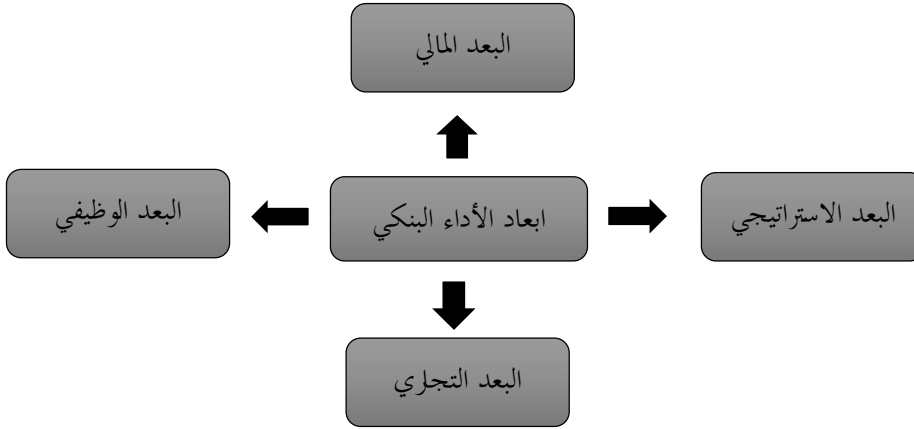 البعد المالي
البعد الاستراتيجي
ابعاد الأداء البنكي
البعد الوظيفي
البعد التجاري